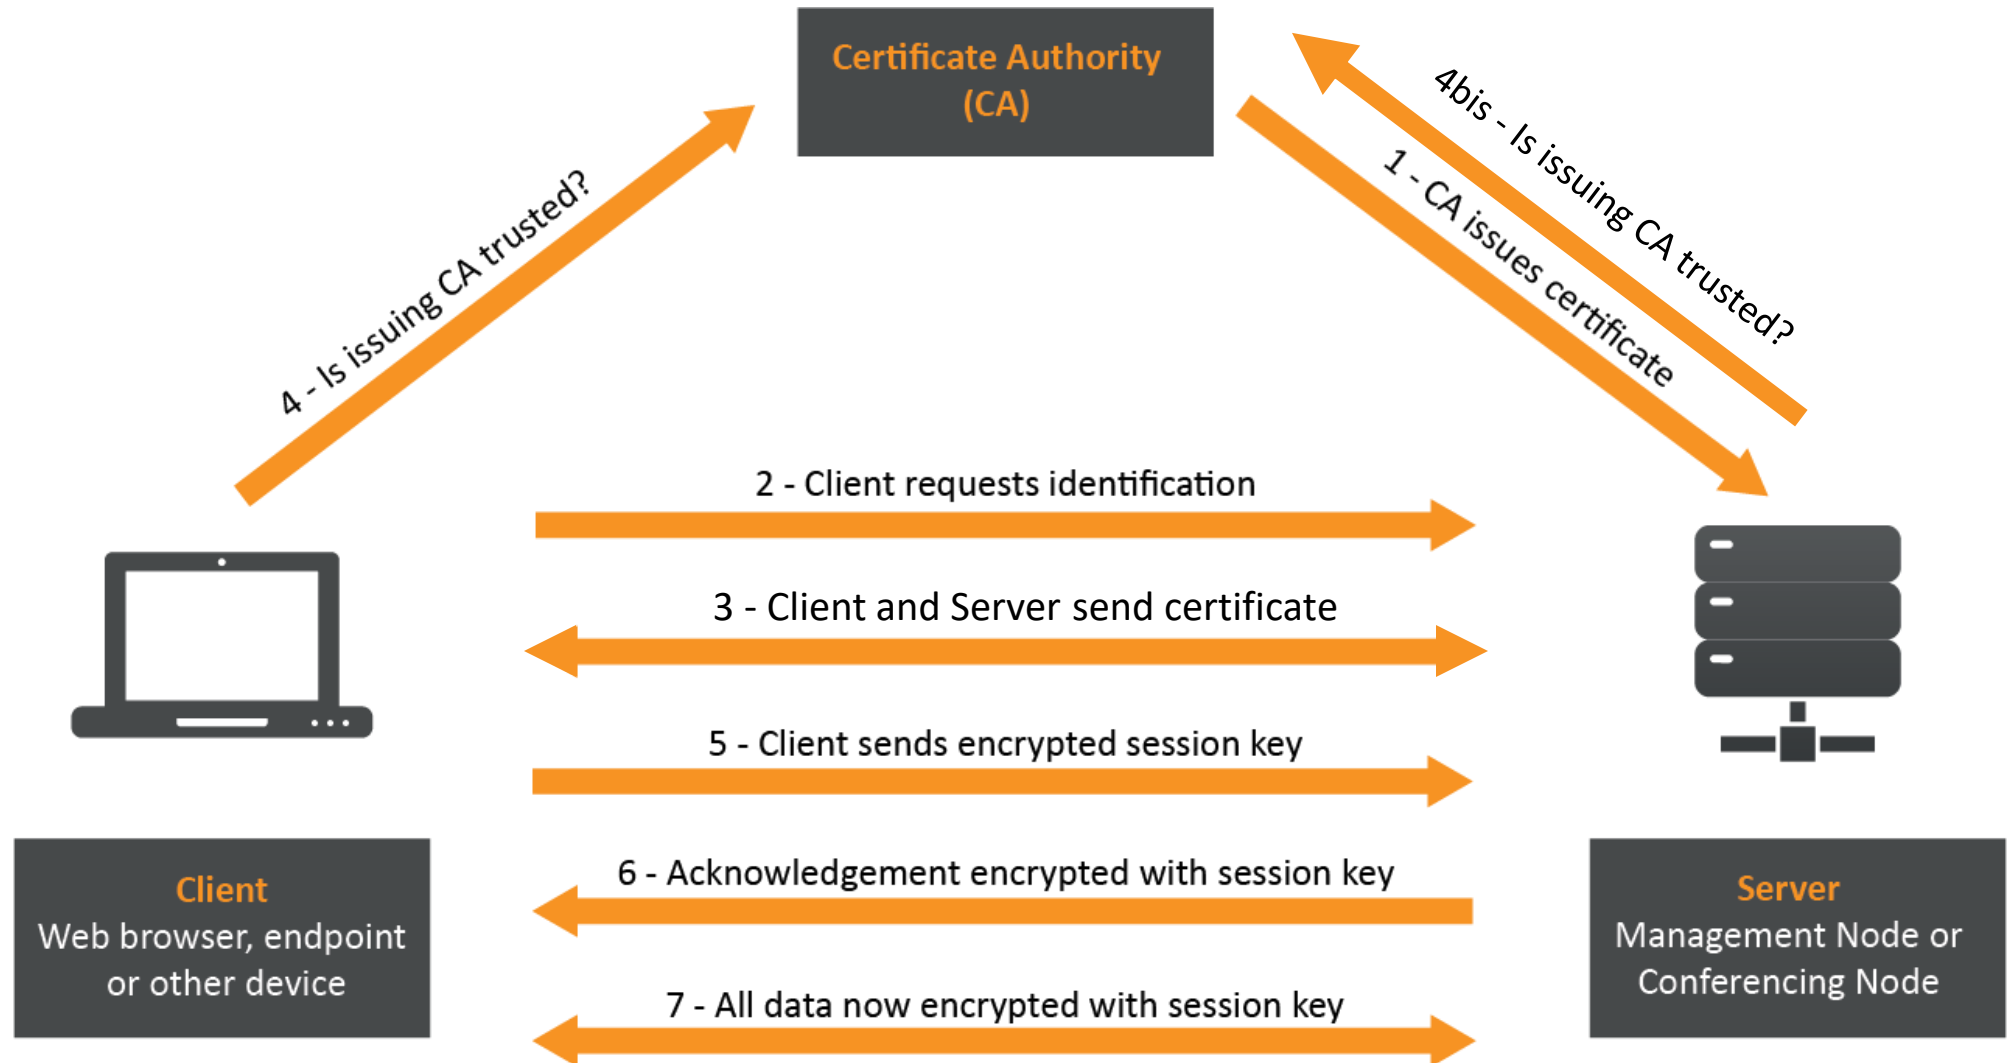 Certificate Authority
(CA)
4bis - Is issuing CA trusted?
1 - CA issues certificate
4 - Is issuing CA trusted?
2 - Client requests identification
3 - Client and Server send certificate
5 - Client sends encrypted session key
6 - Acknowledgement encrypted with session key
7 - All data now encrypted with session key
Client
Web browser, endpoint
or other device
Server
Management Node or
Conferencing Node